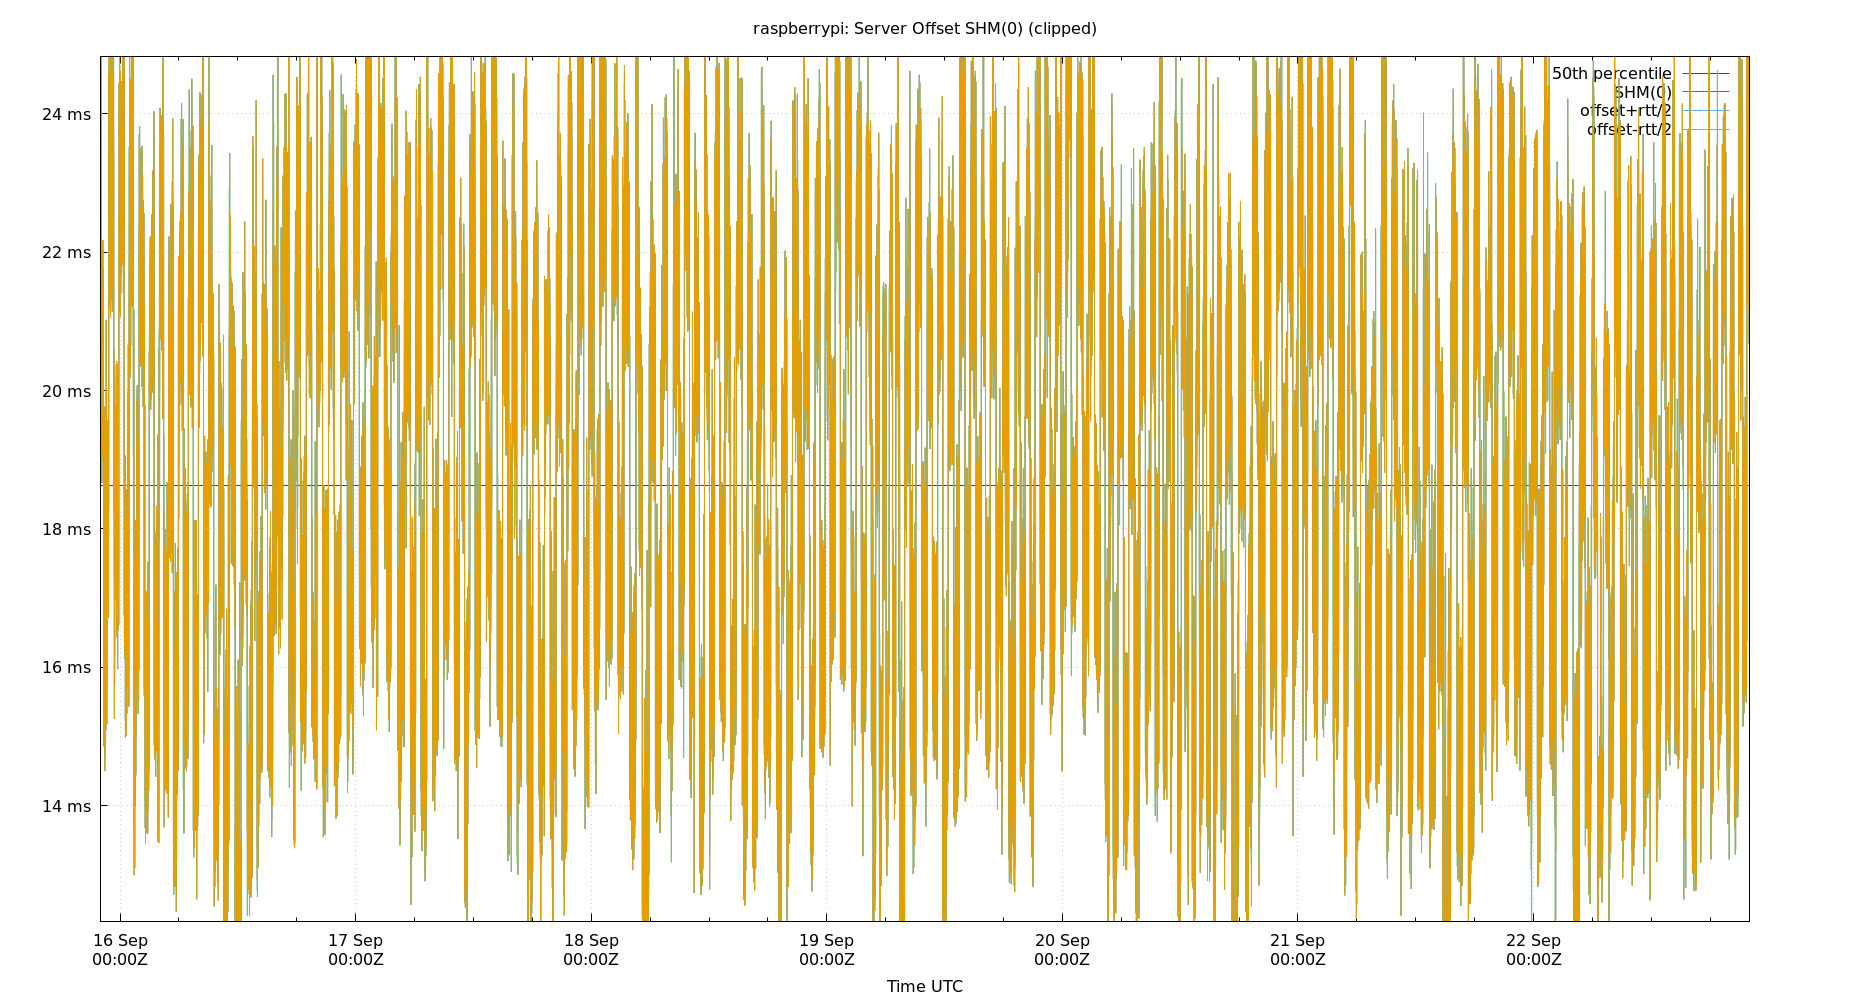 raspberrypi: Server Offset SHM(0) (clipped)
50th percentile
SHM(0)
offset+rtt/2
offset-rtt/2
24 ms
22 ms
20 ms
18 ms
16 ms
14 ms
16 Sep 17 Sep 18 Sep 19 Sep 20 Sep 21 Sep 22 Sep
00:00Z 00:00Z 00:00Z 00:00Z 00:00Z 00:00Z 00:00Z
Time UTC